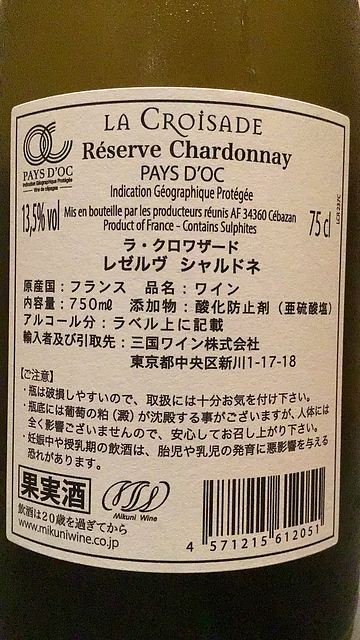 LA CROISADE
Réserve Chardonnay
PAYS D'OC
Indication Géographique Protégée
PAYS D'OC
Indication Géographique Protégée
Vins de cépages
13,5% vol
Mis en bouteille par les producteurs réunis AF 34360 Cébazan
Product of France - Contains Sulphites
75 cl
ラ・クロワザード
レゼルヴ シャルドネ
原産国：フランス 品名：ワイン
内容量：750mℓ 添加物：酸化防止剤（亜硫酸塩）
アルコール分：ラベル上に記載
輸入者及び引取先：三国ワイン株式会社
東京都中央区新川1-17-18
【ご注意】
・瓶は破損しやすいので、取扱には十分お気を付け下さい。
・瓶底には葡萄の粕（澱）が沈殿する事がございますが、人体には
全く影響ございませんので、安心してお召し上がり下さい。
・妊娠中や授乳期の飲酒は、胎児や乳児の発育に悪影響を与える
恐れがあります。
果実酒
Mikuni Wine
飲酒は20歳を過ぎてから
www.mikuniwine.co.jp
4 571215 612051